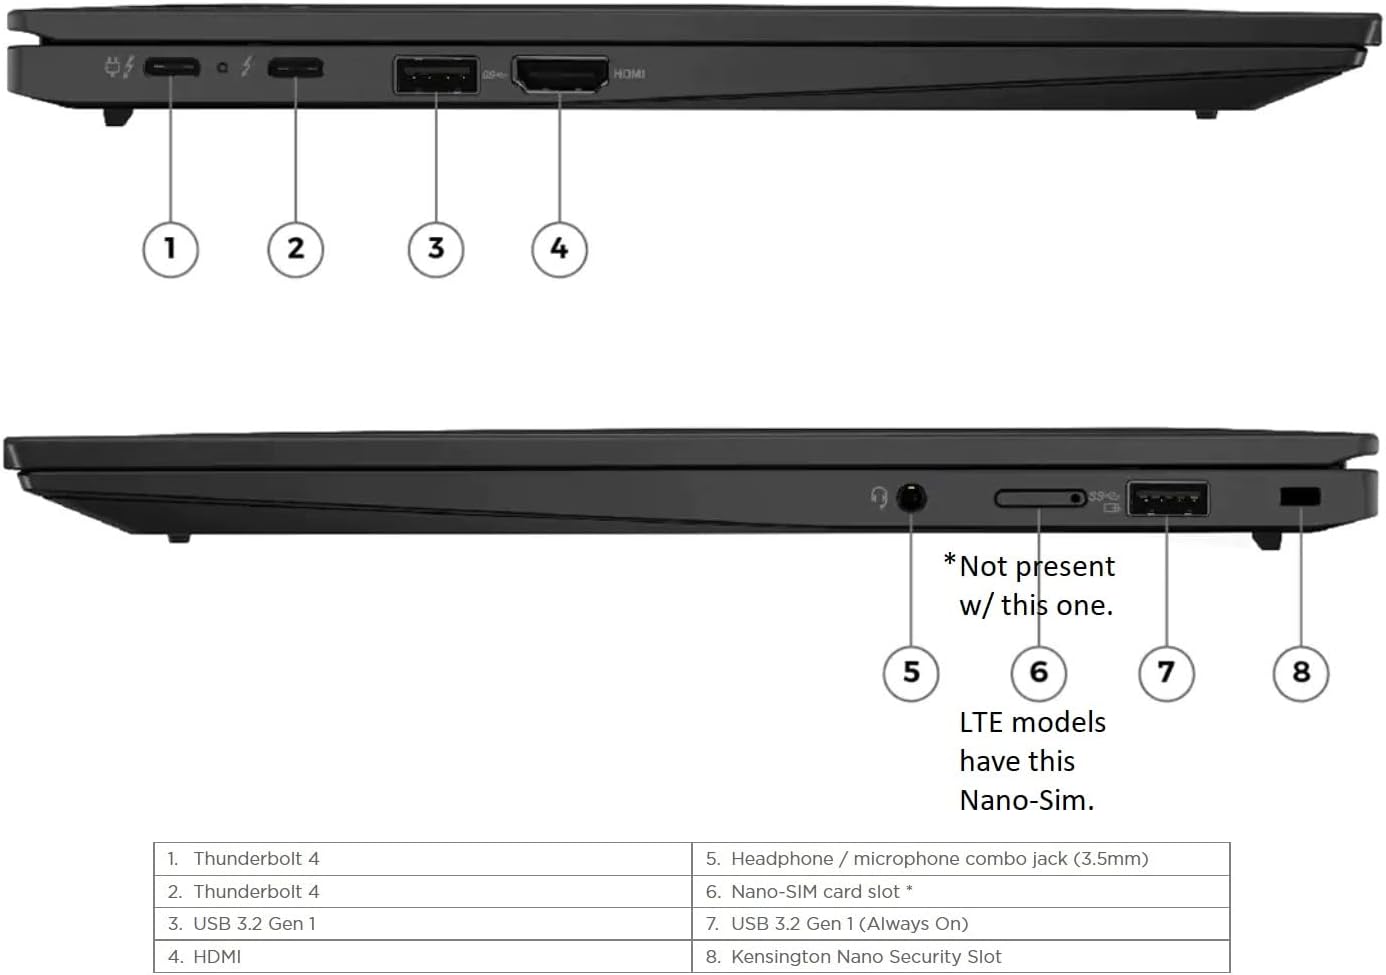 HDMI
1
2
3
4
*Not present
w/ this one.
5
6
7
8
LTE models
have this
Nano-Sim.
1. Thunderbolt 4
2. Thunderbolt 4
3. USB 3.2 Gen 1
4. HDMI
5. Headphone / microphone combo jack (3.5mm)
6. Nano-SIM card slot *
7. USB 3.2 Gen 1 (Always On)
8. Kensington Nano Security Slot